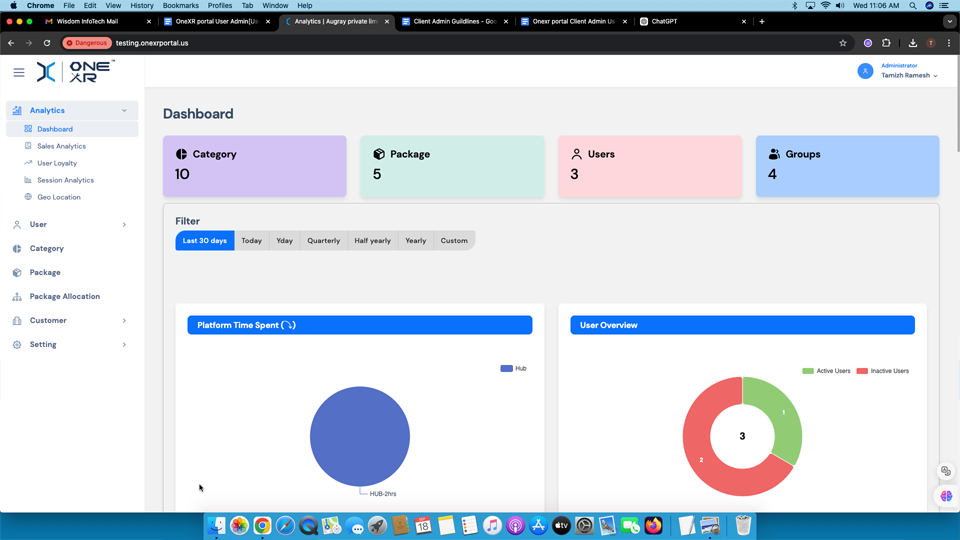 Chrome File Edit View History Bookmarks Profiles Tab Window Help Wed 11:06 AM
Wisdom InfoTech Mail
OneXR portal User Admin[Us
Analytics | Augray private lim
Client Admin Guildlines - Goo
Onexr portal Client Admin Us
ChatGPT
Dangerous testing.onexrportal.us T
ONE XR ™
Administrator
Tamizh Ramesh
Analytics
Dashboard
Sales Analytics
User Loyalty
Session Analytics
Geo Location
User
Category
Package
Package Allocation
Customer
Setting
Dashboard
Category
10
Package
5
Users
3
Groups
4
Filter
Last 30 days Today Yday Quarterly Half yearly Yearly Custom
Platform Time Spent ( )
Hub
HUB-2hrs
User Overview
Active Users Inactive Users
1
3
2
18
tv